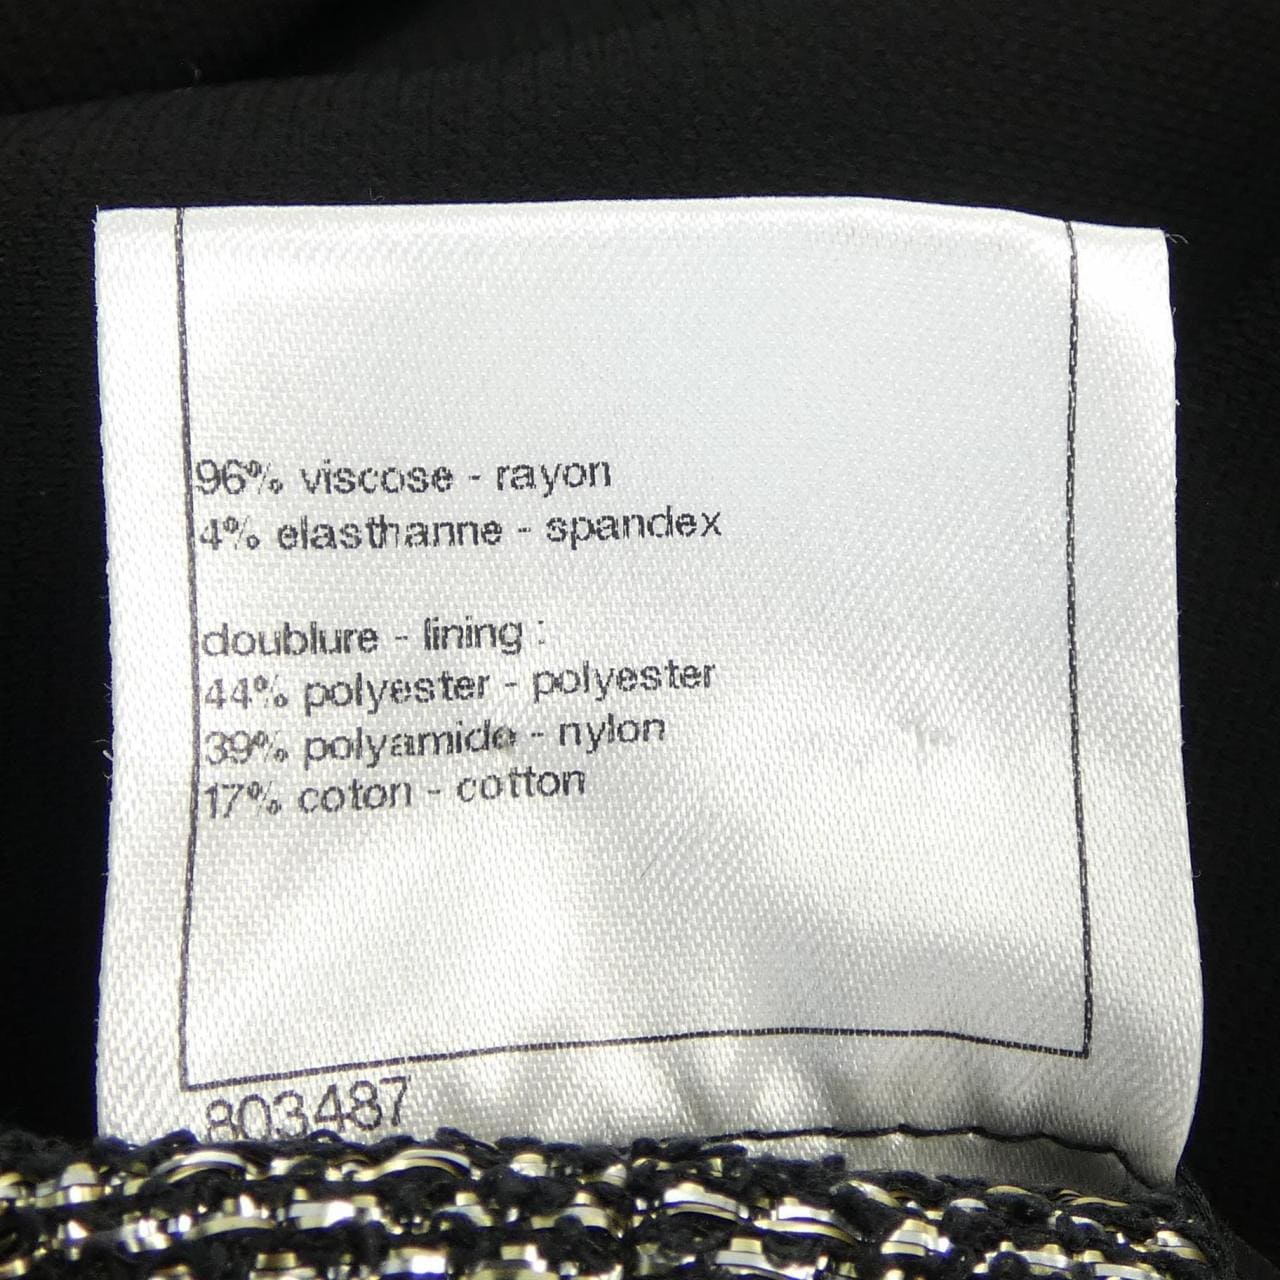 96% viscose - rayon
4% elasthanne - spandex
doublure - lining :
44% polyester - polyester
39% polyamide - nylon
17% coton - cotton
803487